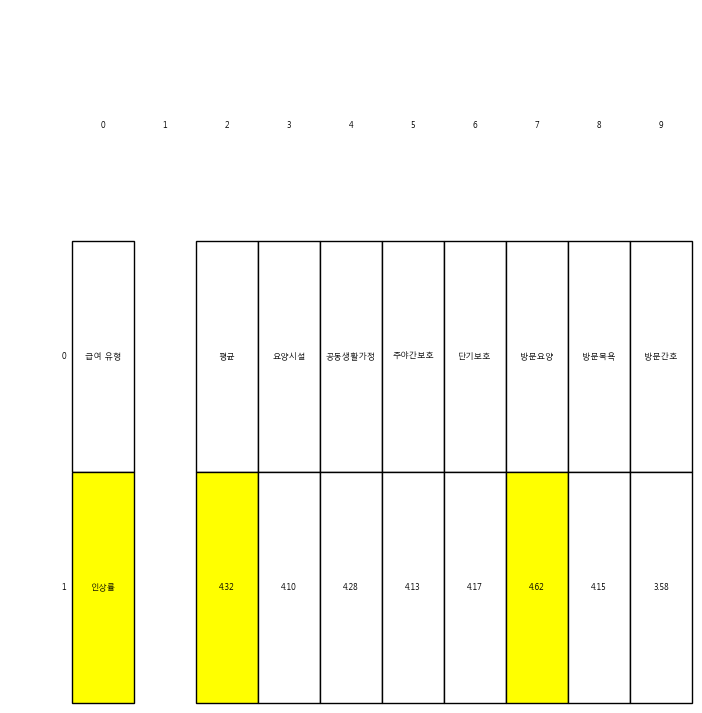 0 1 2 3 4 5 6 7 8 9
0 급여 유형 평균 요양시설 공동생활가정 주야간보호 단기보호 방문요양 방문목욕 방문간호
1 인상률 4.32 4.10 4.28 4.13 4.17 4.62 4.15 3.58